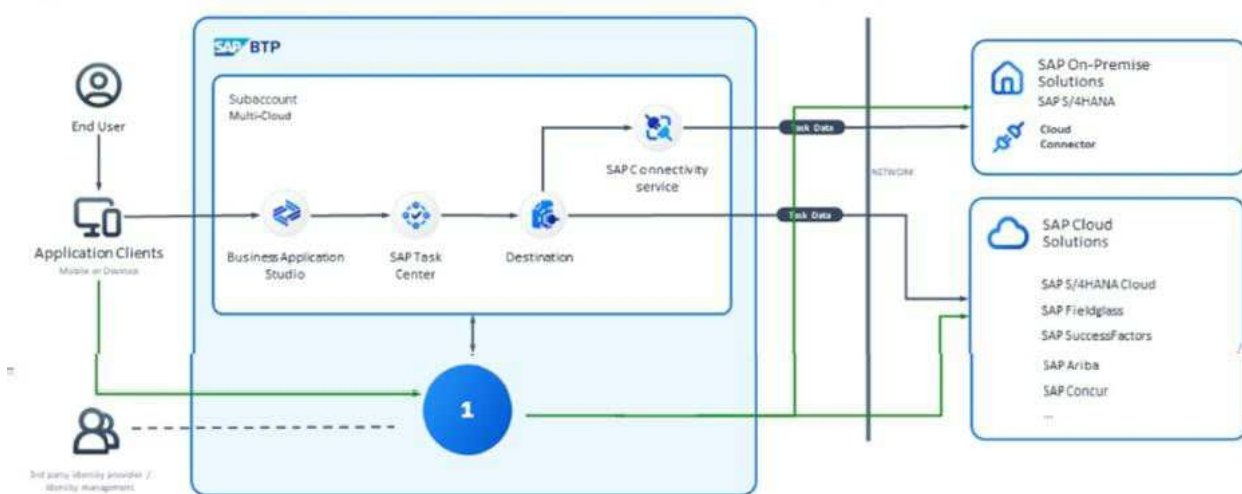 SAP BTP
Subaccount
Multi-Cloud
End User
Application Clients
Mobile or Desktop
Business Application
Studio
SAP Task
Center
Destination
SAP Connectivity
service
Task Data
Task Data
NETWORK
SAP On-Premise
Solutions
SAP S/4HANA
Cloud
Connector
SAP Cloud
Solutions
SAP S/4HANA Cloud
SAP Fieldglass
SAP SuccessFactors
SAP Ariba
SAP Concur
...
1
3rd party identity provider /
identity management